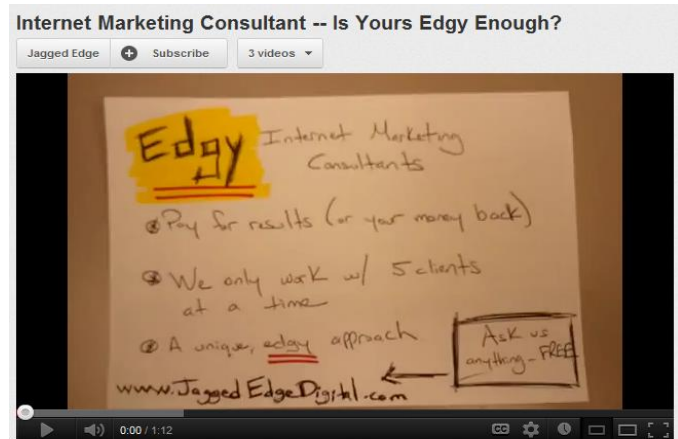 Internet Marketing Consultant -- Is Yours Edgy Enough?
Jagged Edge Subscribe 3 videos
Edgy Internet Marketing
Consultants
Pay for results (or your money back)
We only work w/ 5 clients
at a time
A unique, edgy approach
Ask us
anything - FREE
www.JaggedEdgeDigital.com
0:00 / 1:12
CC